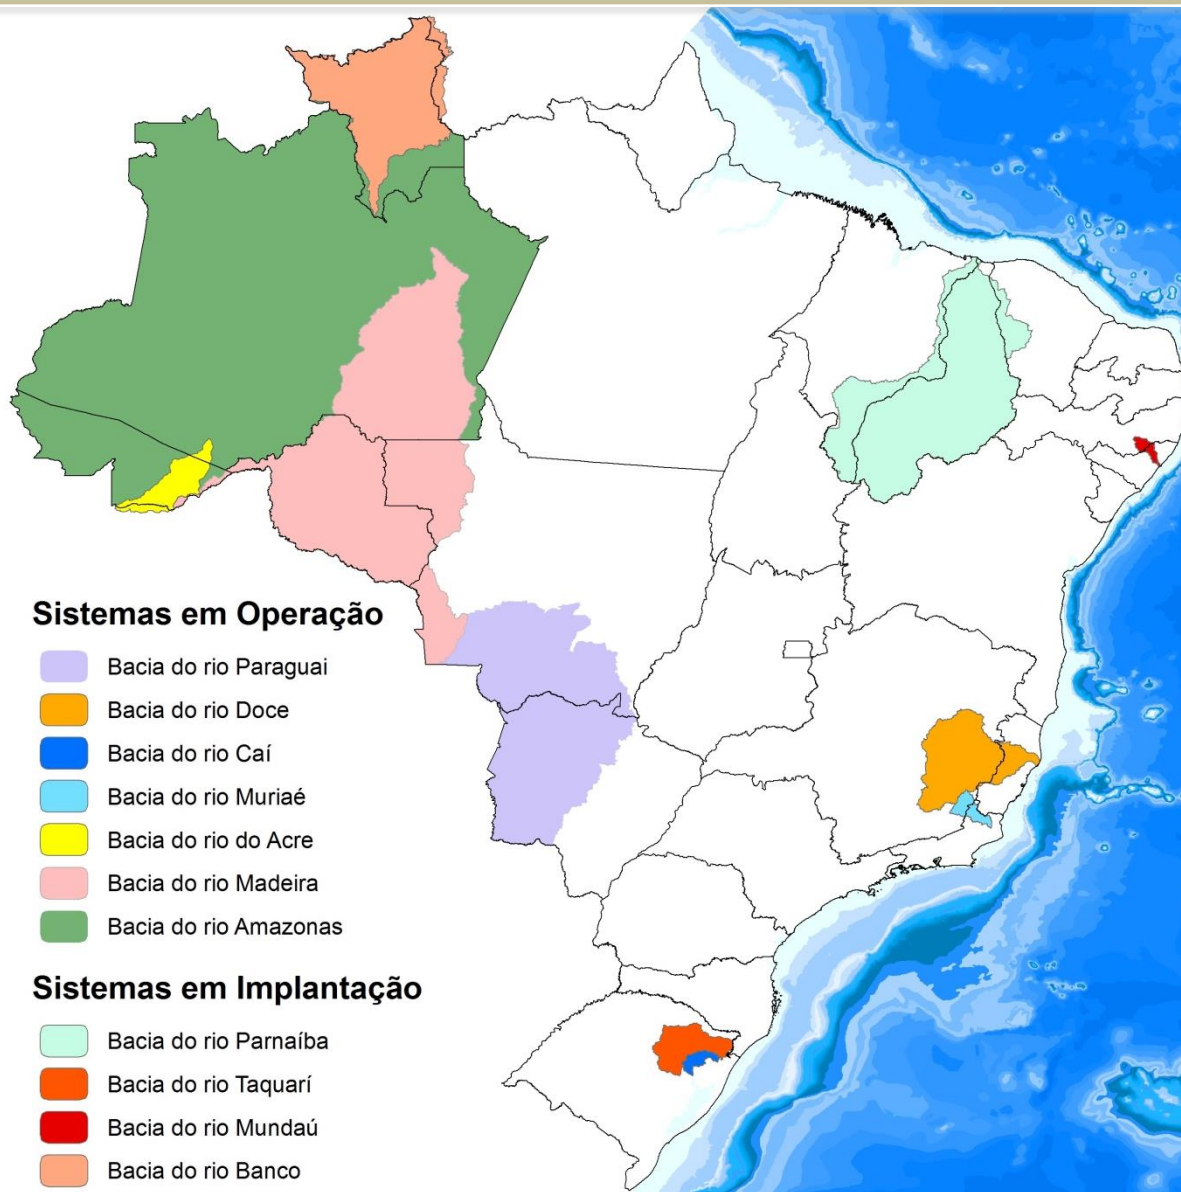 Sistemas em Operação
Bacia do rio Paraguai
Bacia do rio Doce
Bacia do rio Caí
Bacia do rio Muriaé
Bacia do rio do Acre
Bacia do rio Madeira
Bacia do rio Amazonas
Sistemas em Implantação
Bacia do rio Parnaíba
Bacia do rio Taquarí
Bacia do rio Mundaú
Bacia do rio Banco